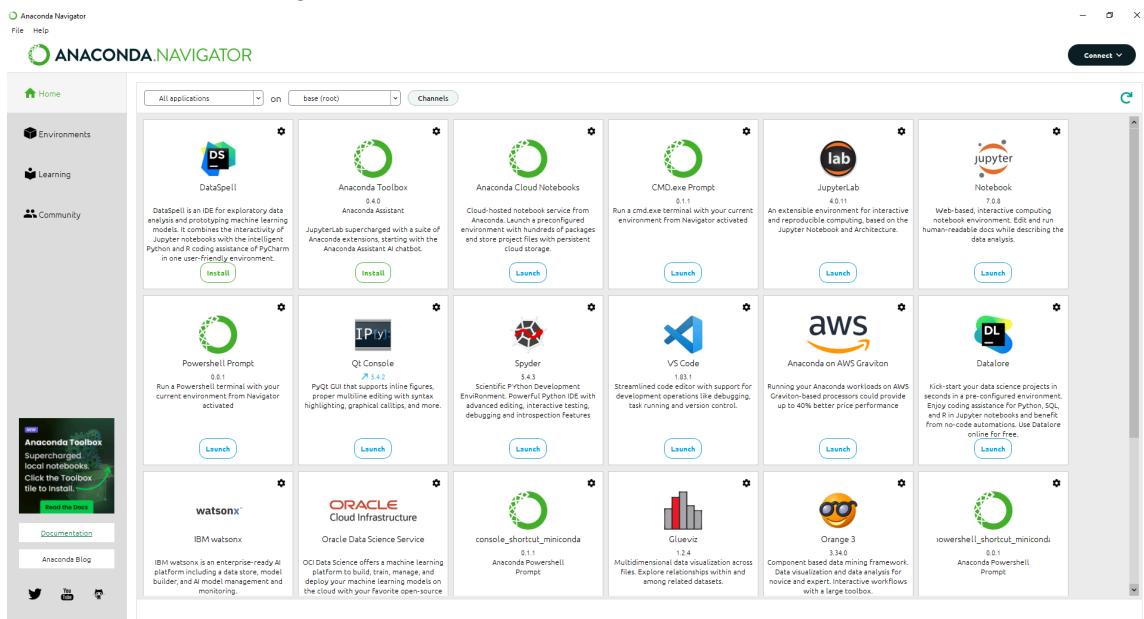 Anaconda Navigator
File Help
ANACONDA.NAVIGATOR
Connect
Home
Environments
Learning
Community
All applications
on
base (root)
Channels
DS
DataSpell
DataSpell is an IDE for exploratory data
analysis and prototyping machine learning
models. It combines the interactivity of
Jupyter notebooks with the intelligent
Python and R coding assistance of PyCharm
in one user-friendly environment.
Install
Anaconda Toolbox
0.4.0
Anaconda Assistant
JupyterLab supercharged with a suite of
Anaconda extensions, starting with the
Anaconda Assistant AI chatbot.
Install
Anaconda Cloud Notebooks
Cloud-hosted notebook service from
Anaconda. Launch a preconfigured
environment with hundreds of packages
and store project files with persistent
cloud storage.
Launch
CMD.exe Prompt
0.1.1
Run a cmd.exe terminal with your current
environment from Navigator activated
Launch
lab
JupyterLab
4.0.11
An extensible environment for interactive
and reproducible computing, based on the
Jupyter Notebook and Architecture.
Launch
jupyter
Notebook
7.0.8
Web-based, interactive computing
notebook environment. Edit and run
human-readable docs while describing the
data analysis.
Launch
Powershell Prompt
0.0.1
Run a Powershell terminal with your
current environment from Navigator
activated
Launch
IP[y]:
Qt Console
5.4.2
PyQt GUI that supports inline figures,
proper multiline editing with syntax
highlighting, graphical calltips, and more.
Launch
Spyder
5.4.3
Scientific PYthon Development
EnviRonment. Powerful Python IDE with
advanced editing, interactive testing,
debugging and introspection features
Launch
VS Code
1.83.1
Streamlined code editor with support for
development operations like debugging,
task running and version control.
Launch
aws
Anaconda on AWS Graviton
Running your Anaconda workloads on AWS
Graviton-based processors could provide
up to 40% better price performance
Launch
DL
Datalore
Kick-start your data science projects in
seconds in a pre-configured environment.
Enjoy coding assistance for Python, SQL,
and R in Jupyter notebooks and benefit
from no-code automations. Use Datalore
online for free.
Launch
watsonx
IBM watsonx
IBM watsonx is an enterprise-ready AI
platform including a data store, model
builder, and AI model management and
monitoring.
ORACLE
Cloud Infrastructure
Oracle Data Science Service
OCI Data Science offers a machine learning
platform to build, train, manage, and
deploy your machine learning models on
the cloud with your favorite open-source
console_shortcut_miniconda
0.1.1
Anaconda Powershell
Prompt
Glueviz
1.2.4
Multidimensional data visualization across
files. Explore relationships within and
among related datasets.
Orange 3
3.34.0
Component based data mining framework.
Data visualization and data analysis for
novice and expert. Interactive workflows
with a large toolbox.
owershell_shortcut_minicond
0.0.1
Anaconda Powershell
Prompt
NEW
Anaconda Toolbox
Supercharged
local notebooks.
Click the Toolbox
tile to install.
Read the Docs
Documentation
Anaconda Blog
You
Tube